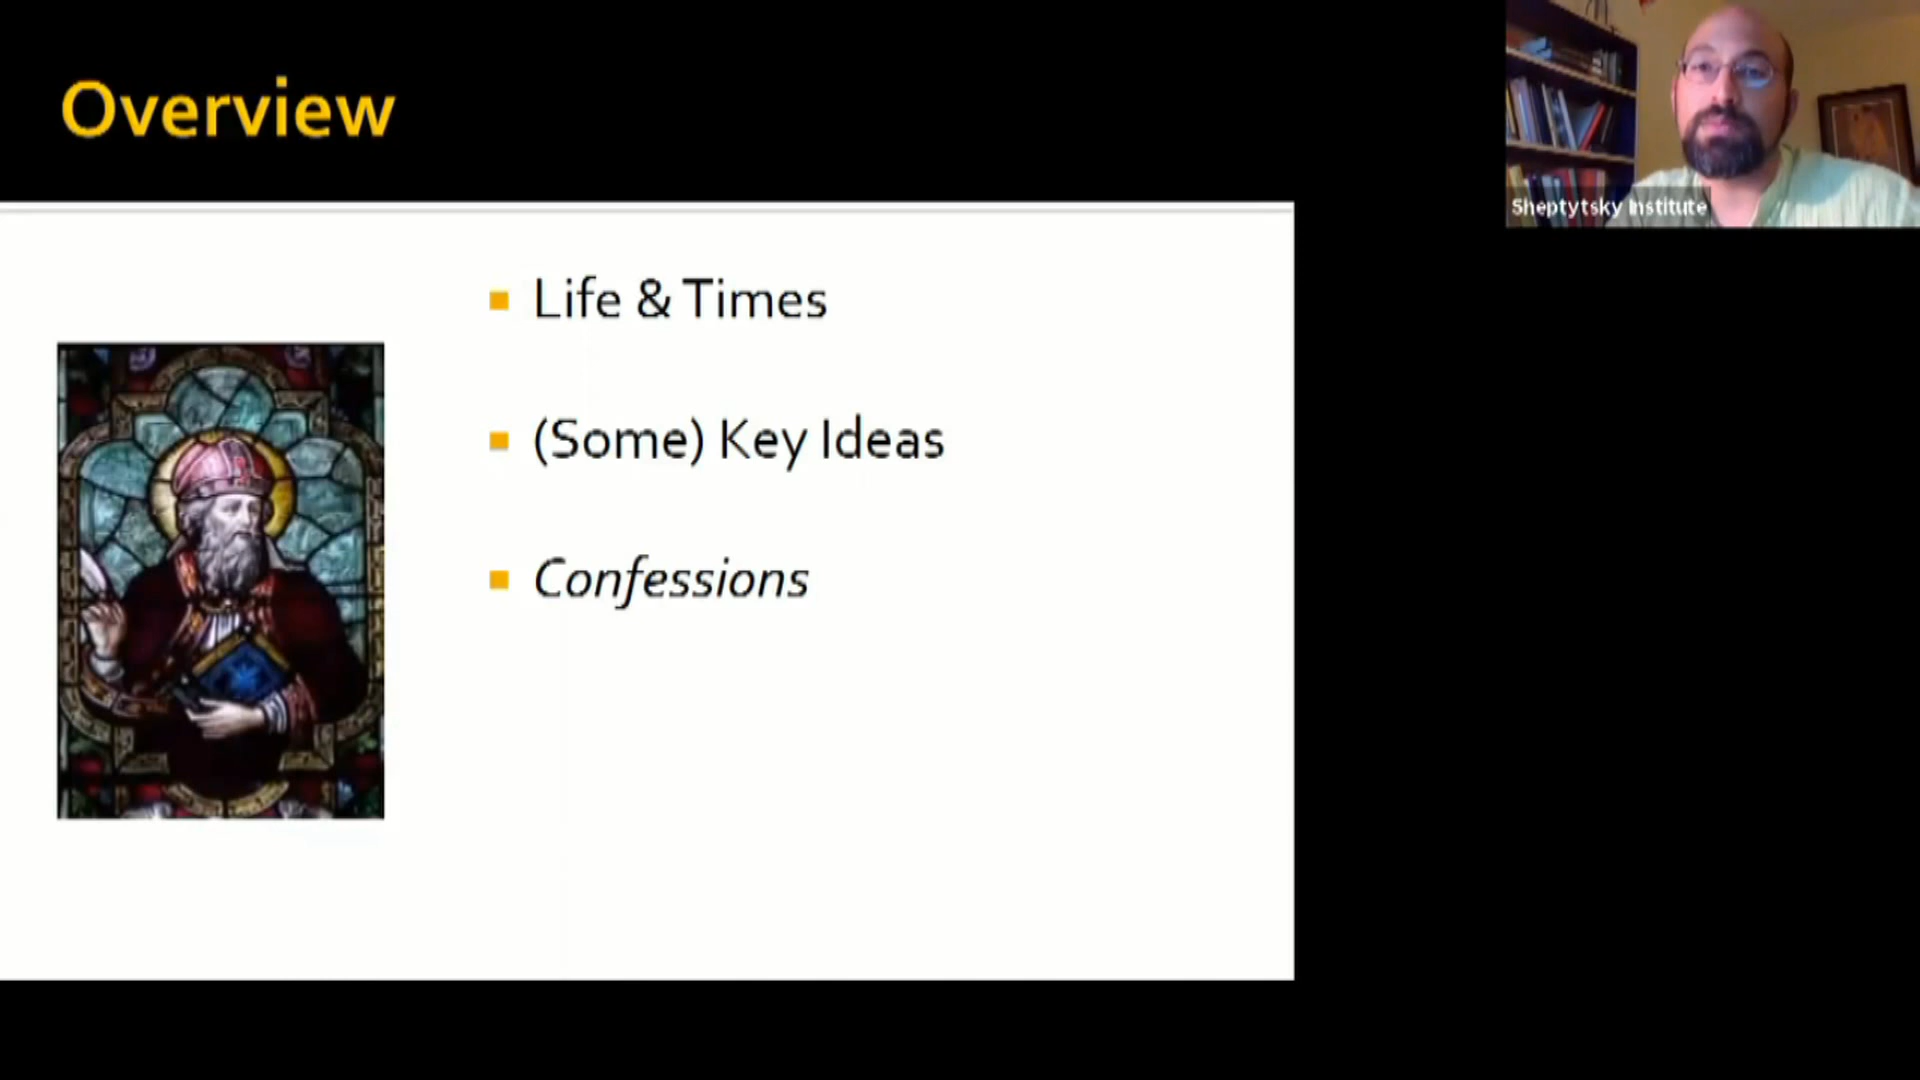 Overview
Life & Times
(Some) Key Ideas
Confessions
Sheptytsky Institute